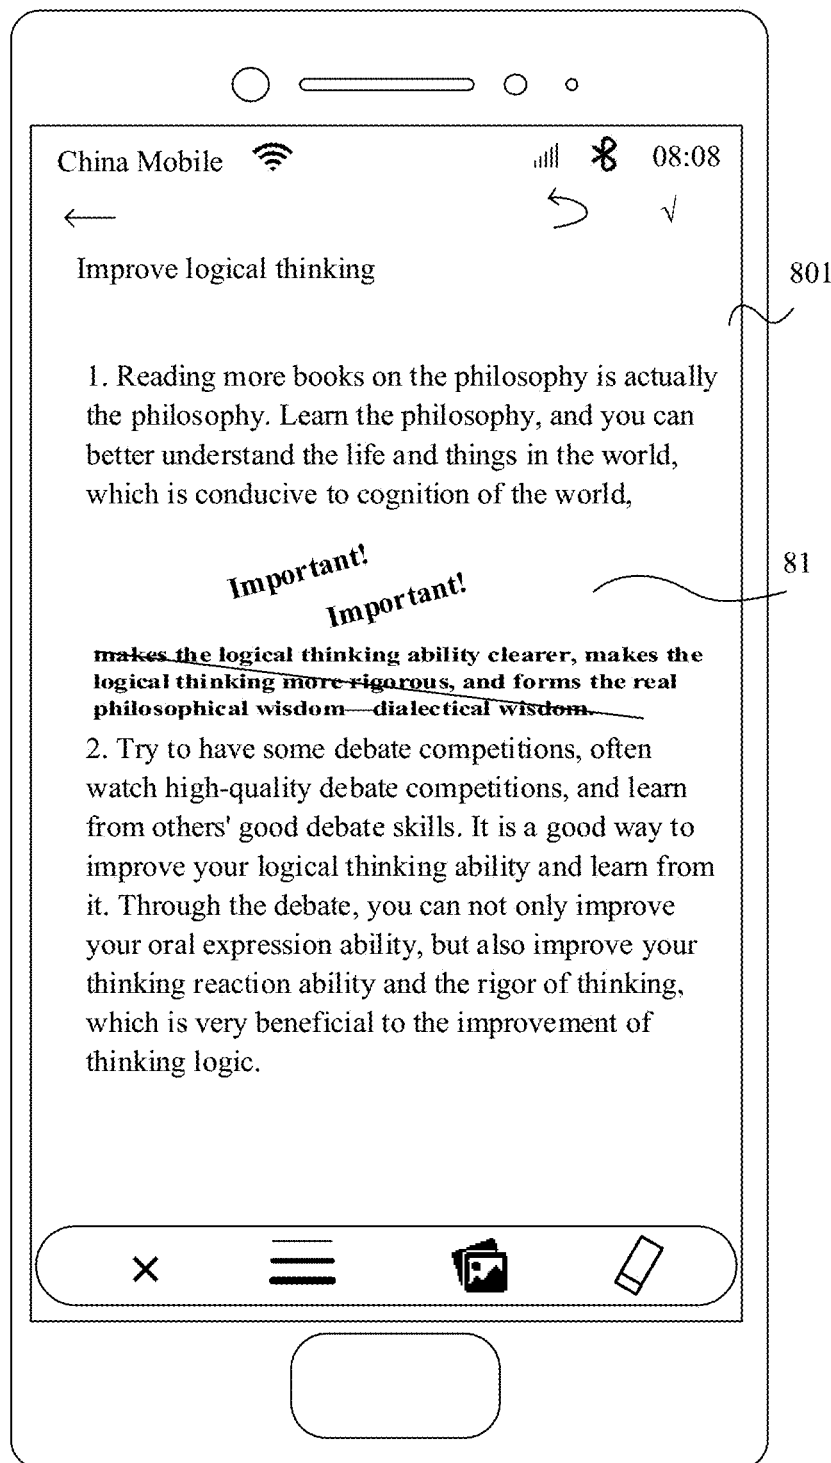 China Mobile 08:08
√
Improve logical thinking
801
1. Reading more books on the philosophy is actually
the philosophy. Learn the philosophy, and you can
better understand the life and things in the world,
which is conducive to cognition of the world,
Important!
81
Important!
makes the logical thinking ability clearer, makes the
logical thinking more rigorous, and forms the real
philosophical wisdom—dialectical wisdom.
2. Try to have some debate competitions, often
watch high-quality debate competitions, and learn
from others' good debate skills. It is a good way to
improve your logical thinking ability and learn from
it. Through the debate, you can not only improve
your oral expression ability, but also improve your
thinking reaction ability and the rigor of thinking,
which is very beneficial to the improvement of
thinking logic.